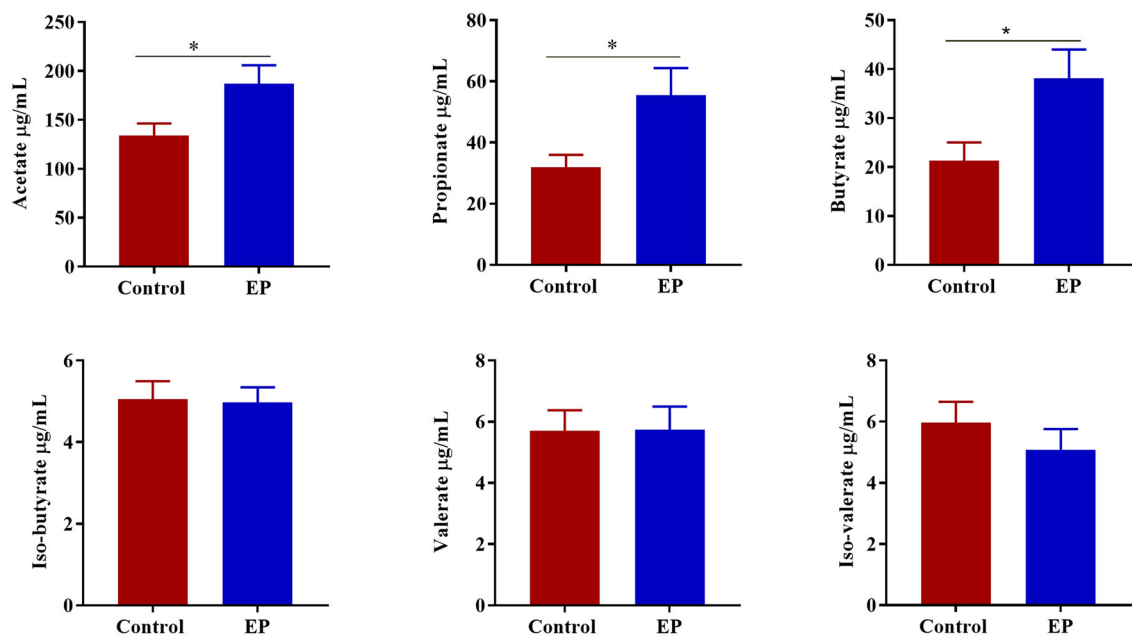 Acetate µg/mL
250
200
150
100
50
0
*
Control
EP
Propionate µg/mL
80
60
40
20
0
*
Control
EP
Butyrate µg/mL
50
40
30
20
10
0
*
Control
EP
Iso-butyrate µg/mL
6
4
2
0
Control
EP
Valerate µg/mL
8
6
4
2
0
Control
EP
Iso-valerate µg/mL
8
6
4
2
0
Control
EP